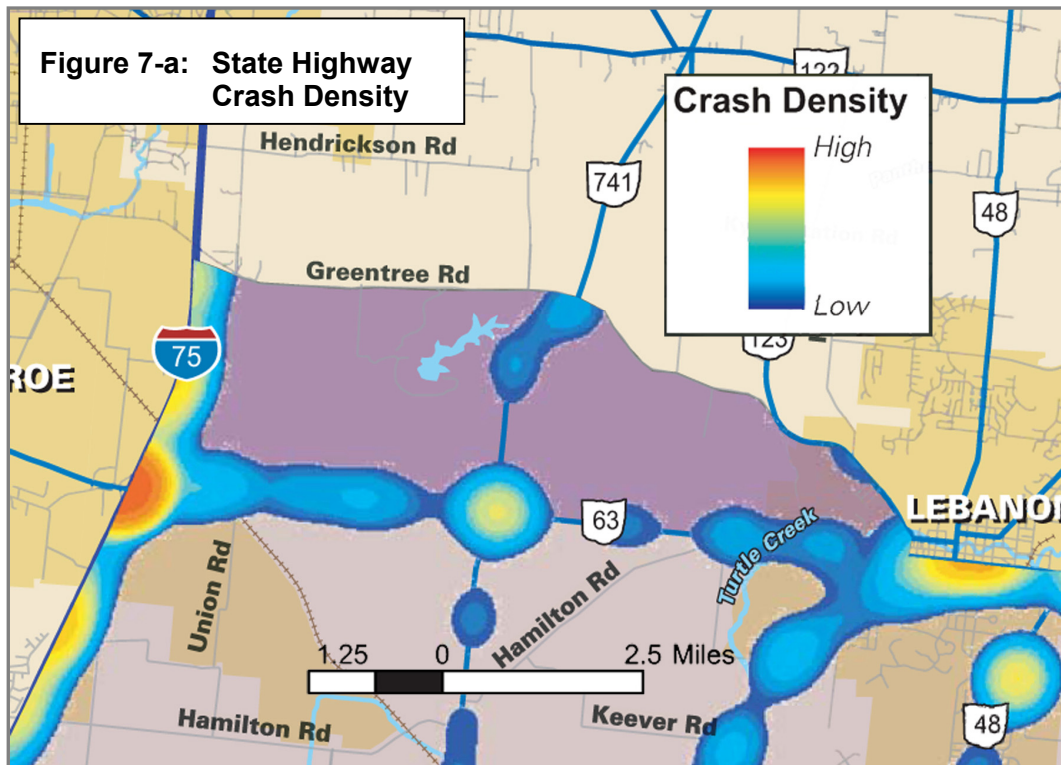 Figure 7-a: State Highway
Crash Density
122
Crash Density
High
Low
Hendrickson Rd
741
48
Greentree Rd
75
123
ROE
63
LEBANON
Turtle Creek
Union Rd
Hamilton Rd
1.25 0 2.5 Miles
Hamilton Rd
Keever Rd
48